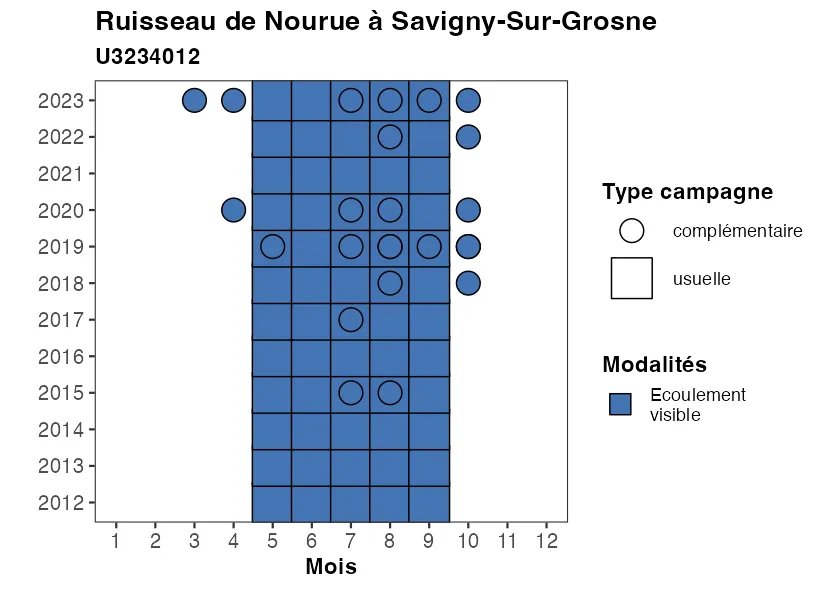 Ruisseau de Nourue à Savigny-Sur-Grosne
U3234012
2023
2022
2021
2020
2019
2018
2017
2016
2015
2014
2013
2012
1 2 3 4 5 6 7 8 9 10 11 12
Mois
Type campagne
complémentaire
usuelle
Modalités
Ecoulement
visible